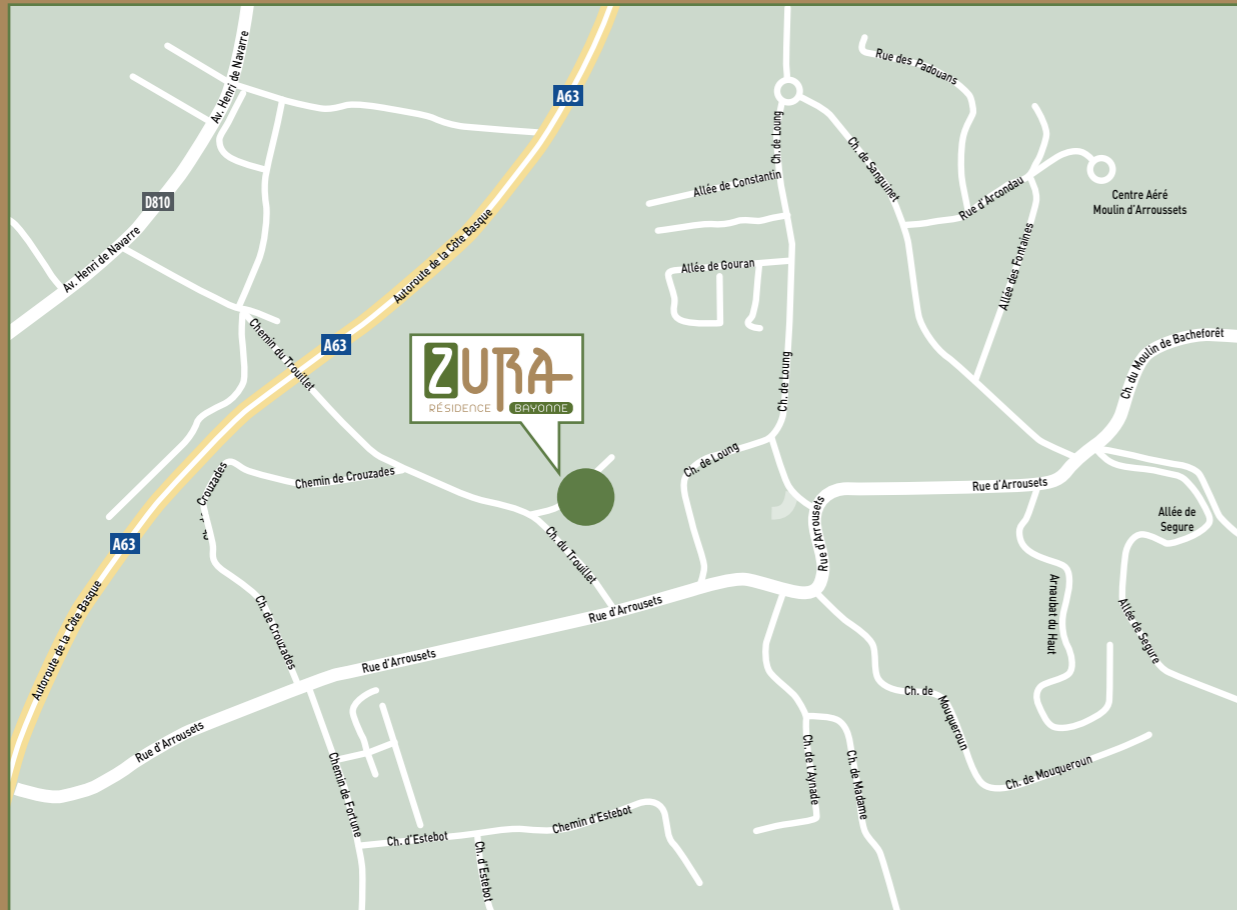 Av. Henri de Navarre
A63
Rue des Padouans
Ch. de Loung
Ch. de Sanguinet
Allée de Constantin
Rue d'Arcondau
Centre Aéré
Moulin d'Arroussets
D810
Av. Henri de Navarre
Autoroute de la Côte Basque
Allée de Gouran
Allée des Fontaines
Chemin du Trouillet
A63
ZURA
RÉSIDENCE BAYONNE
Ch. de Loung
Ch. du Moulin de Bacheforêt
Ch. de Loung
Chemin de Crouzades
Crouzades
Rue d'Arrousets
Rue d'Arrousets
Allée de
Segure
A63
Ch. du Trouillet
Autoroute de la Côte Basque
Ch. de Crouzades
Rue d'Arrousets
Arnaubat du Haut
Allée de Segure
Rue d'Arrousets
Rue d'Arrousets
Ch. de
Mouqueroun
Ch. de Mouqueroun
Chemin de Fortune
Ch. de l'Aynade
Ch. de Madame
Ch. d'Estebot
Chemin d'Estebot
Ch. d'Estebot